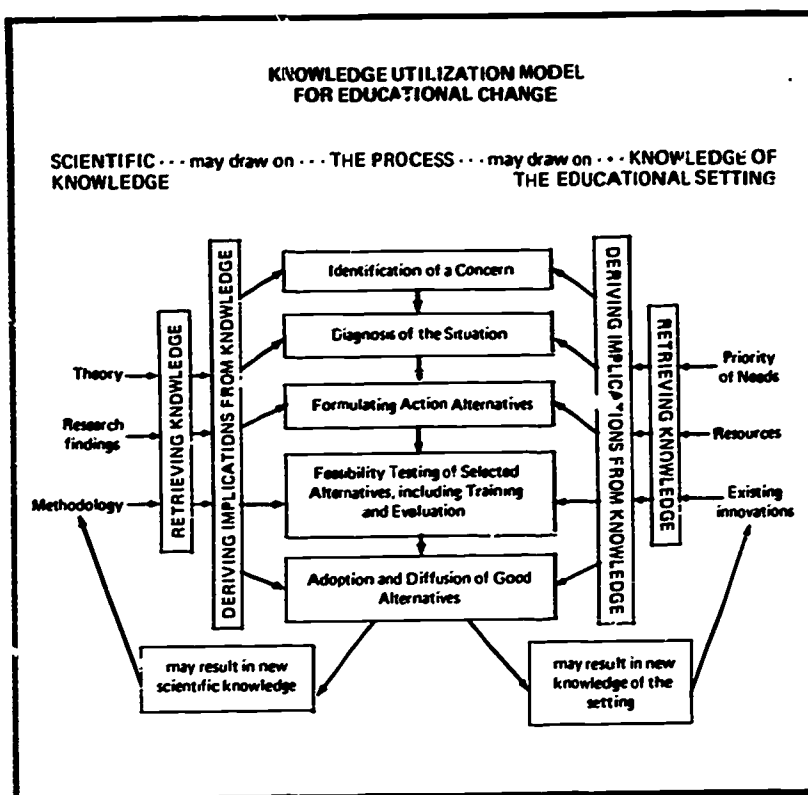 KNOWLEDGE UTILIZATION MODEL
FOR EDUCATIONAL CHANGE
SCIENTIFIC ··· may draw on ··· THE PROCESS ··· may draw on ··· KNOWLEDGE OF
KNOWLEDGE THE EDUCATIONAL SETTING
Theory
Research
findings
Methodology
RETRIEVING KNOWLEDGE
DERIVING IMPLICATIONS FROM KNOWLEDGE
Identification of a Concern
Diagnosis of the Situation
Formulating Action Alternatives
Feasibility Testing of Selected
Alternatives, including Training
and Evaluation
Adoption and Diffusion of Good
Alternatives
DERIVING IMPLICATIONS FROM KNOWLEDGE
RETRIEVING KNOWLEDGE
Priority
of Needs
Resources
Existing
innovations
may result in new
scientific knowledge
may result in new
knowledge of the
setting